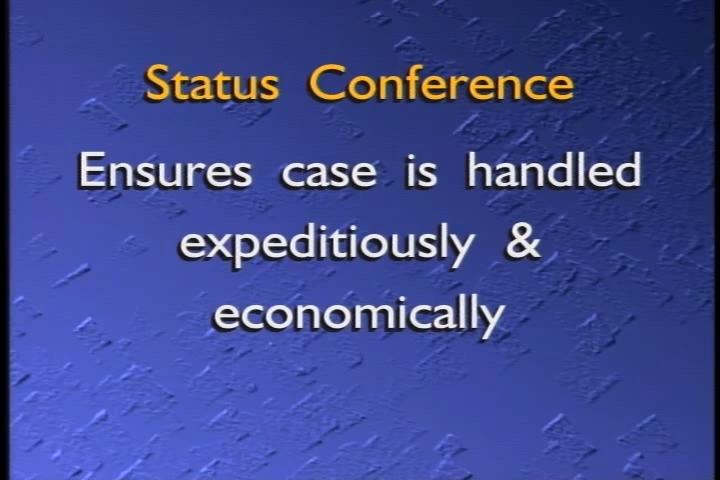 Status Conference
Ensures case is handled
expeditiously &
economically